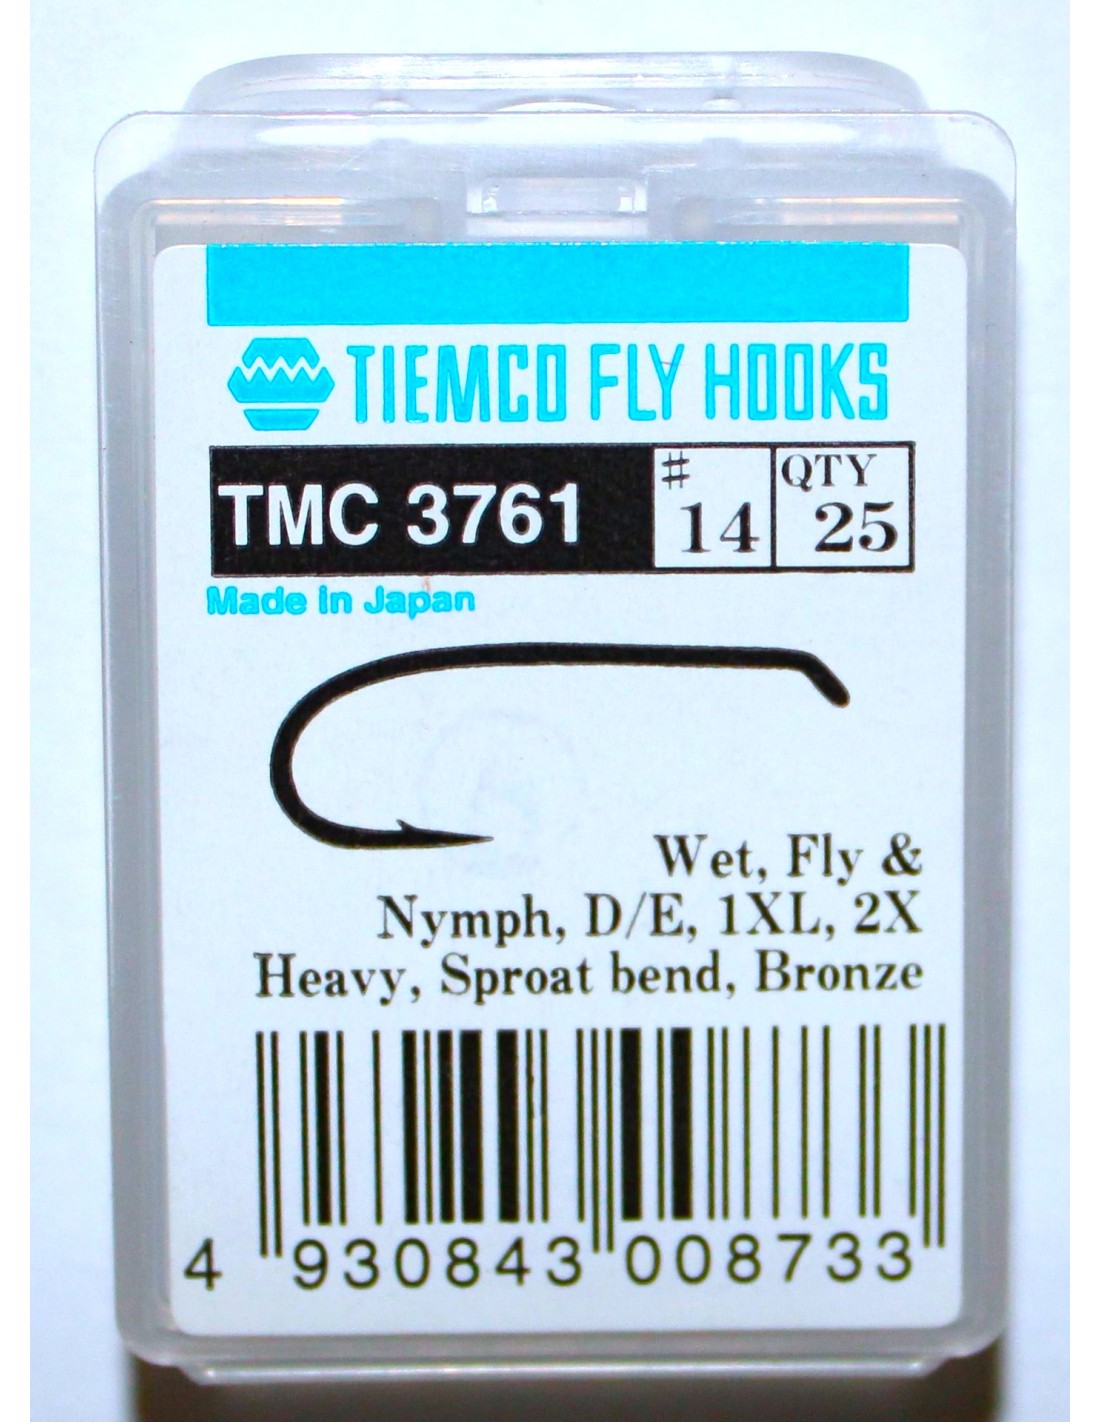 TIEMCO FLY HOOKS
TMC 3761 # 14 QTY 25
Made in Japan
Wet, Fly &
Nymph, D/E, 1XL, 2X
Heavy, Sproat bend, Bronze
4 930843 008733